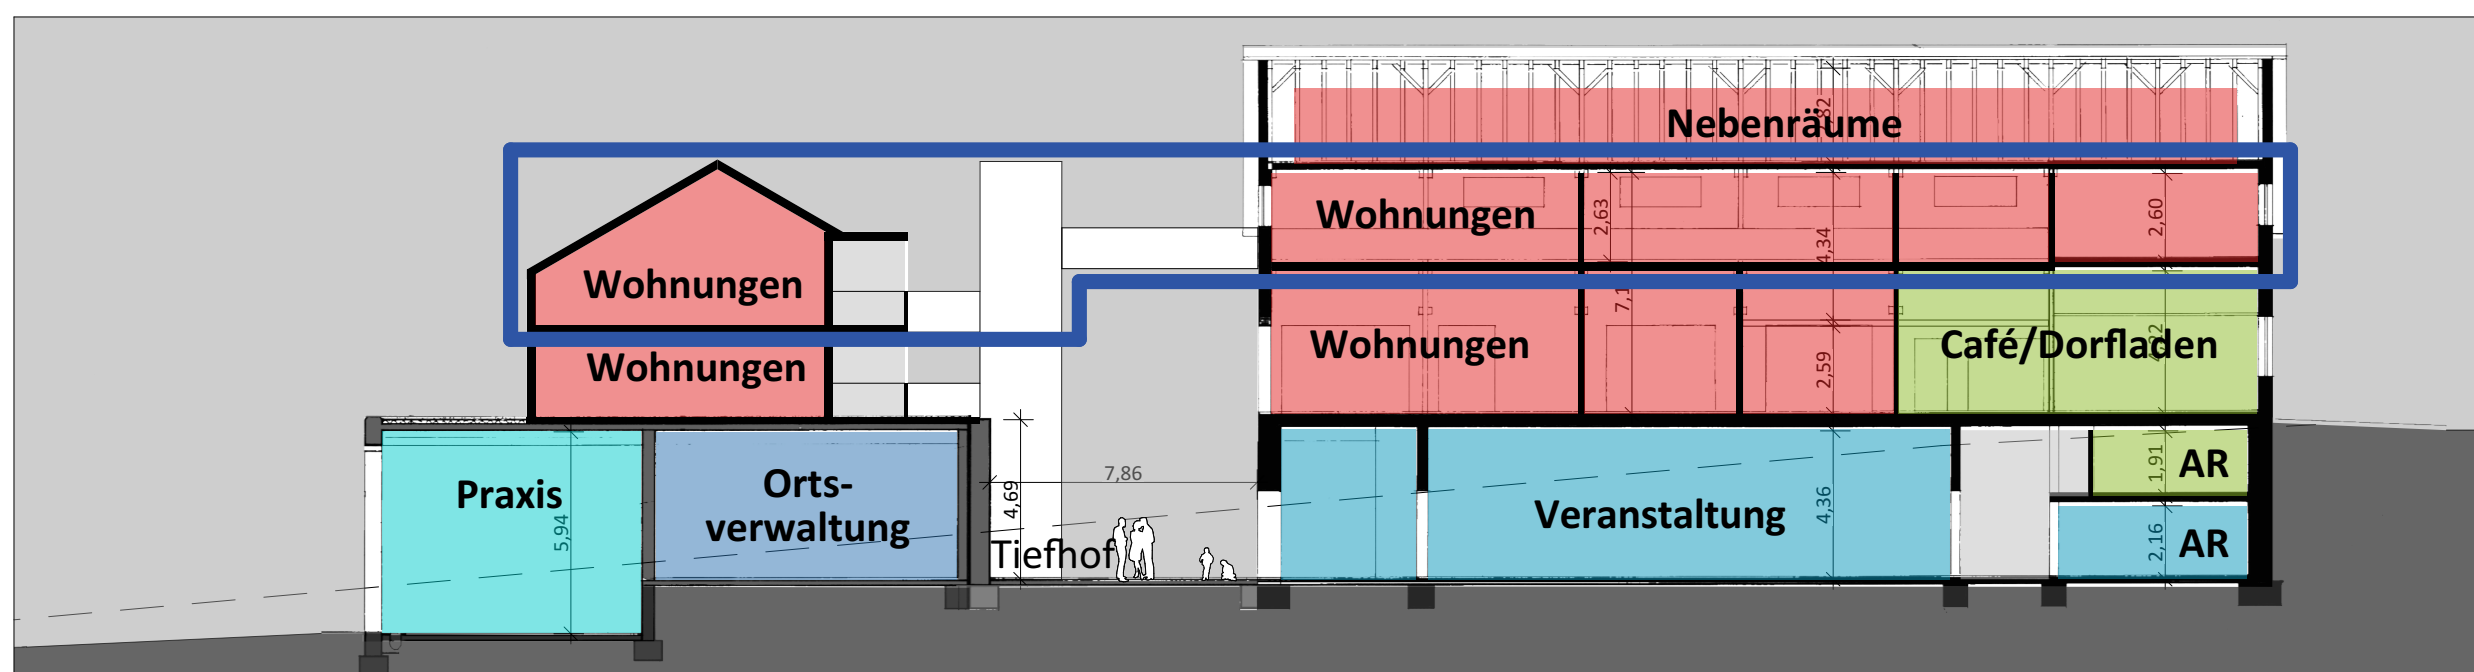 Nebenräume
Wohnungen
2,63
4,34
2,60
Wohnungen
Wohnungen
Wohnungen
2,59
Café/Dorfladen
Praxis
5,94
Orts-
verwaltung
4,69
7,86
Tiefhof
Veranstaltung
4,36
1,91
AR
2,16
AR